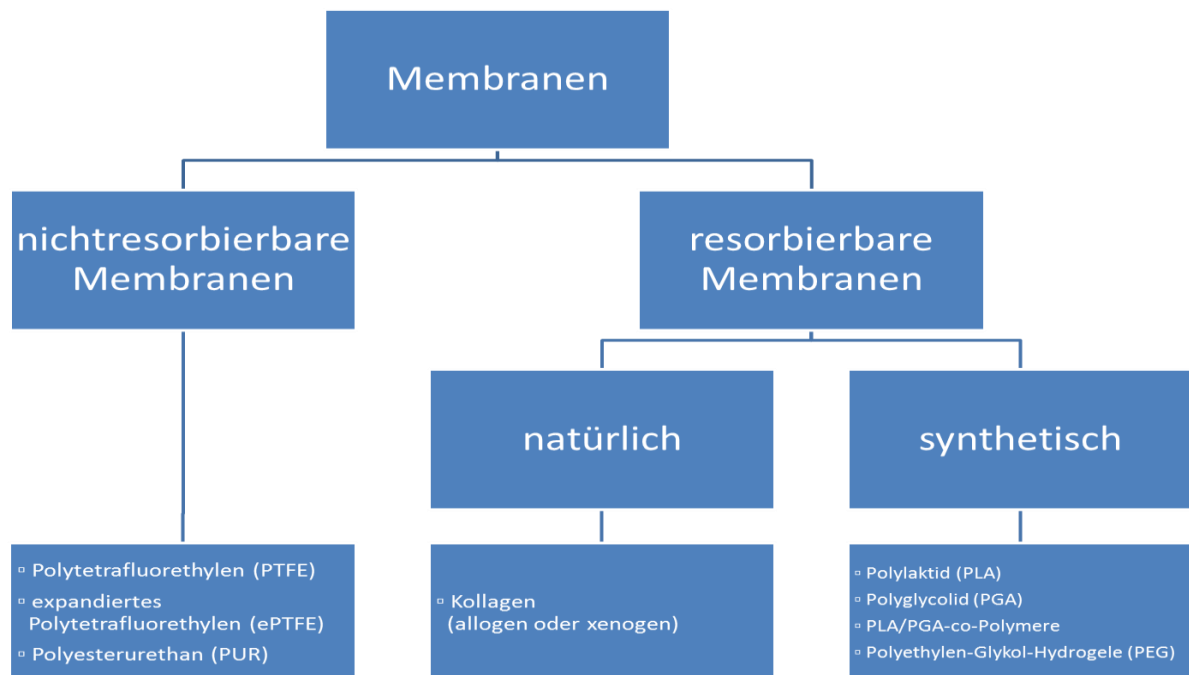 Membranen
nichtresorbierbare
Membranen
resorbierbare
Membranen
natürlich
synthetisch
▫ Polytetrafluorethylen (PTFE)
▫ expandiertes
Polytetrafluorethylen (ePTFE)
▫ Polyesterurethan (PUR)
▫ Kollagen
(allogen oder xenogen)
▫ Polylaktid (PLA)
▫ Polyglycolid (PGA)
▫ PLA/PGA-co-Polymere
▫ Polyethylen-Glykol-Hydrogele (PEG)